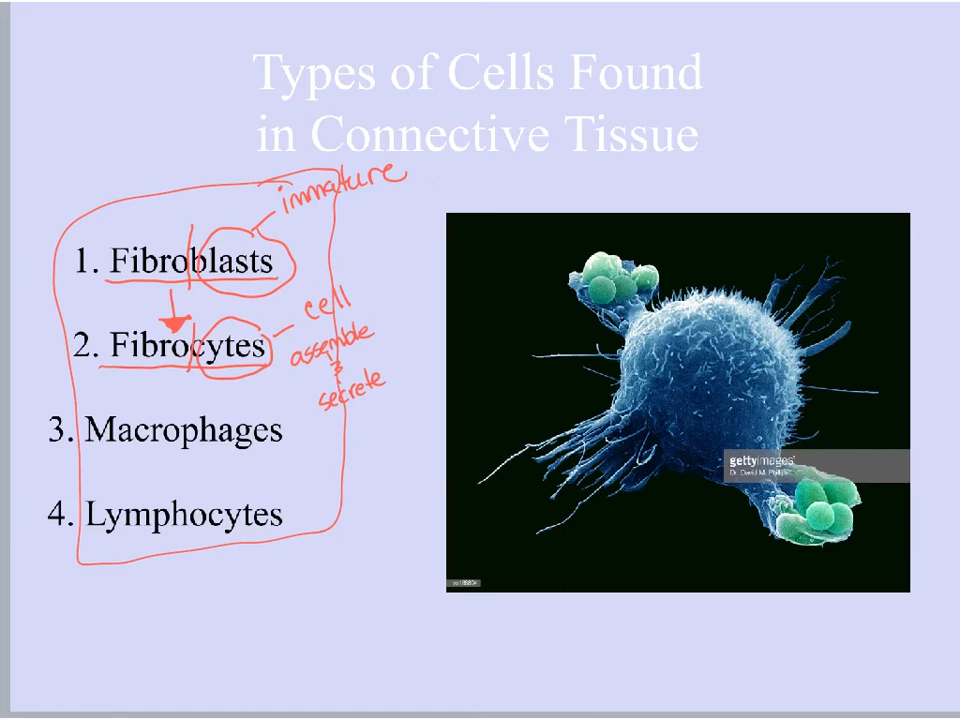 Types of Cells Found
in Connective Tissue
immature
1. Fibroblasts
cell
2. Fibrocytes
assemble
&
secrete
3. Macrophages
4. Lymphocytes
gettyimages®